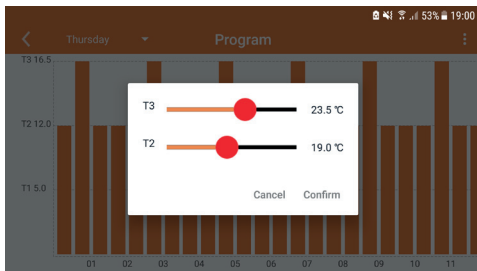 53% 19:00
Thursday Program
T3 16.5
T3 23.5 ℃
T2 12.0
T2 19.0 ℃
T1 5.0
Cancel Confirm
01 02 03 04 05 06 07 08 09 10 11